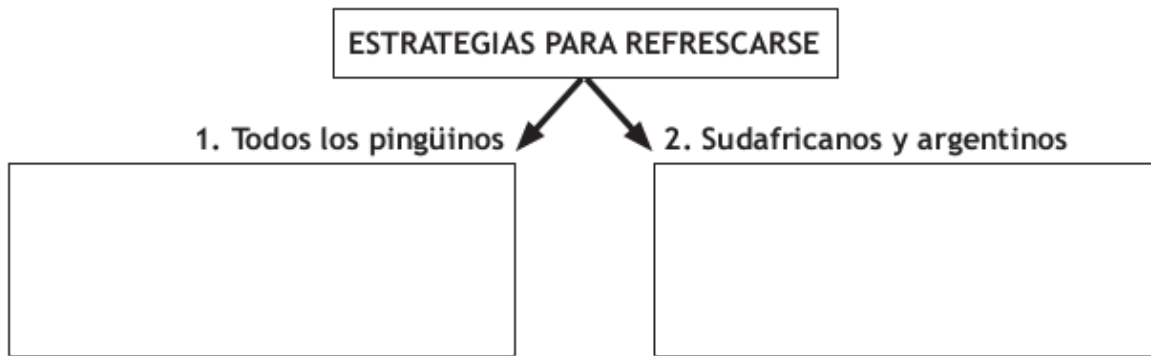 ESTRATEGIAS PARA REFRESCARSE
1. Todos los pingüinos
2. Sudafricanos y argentinos